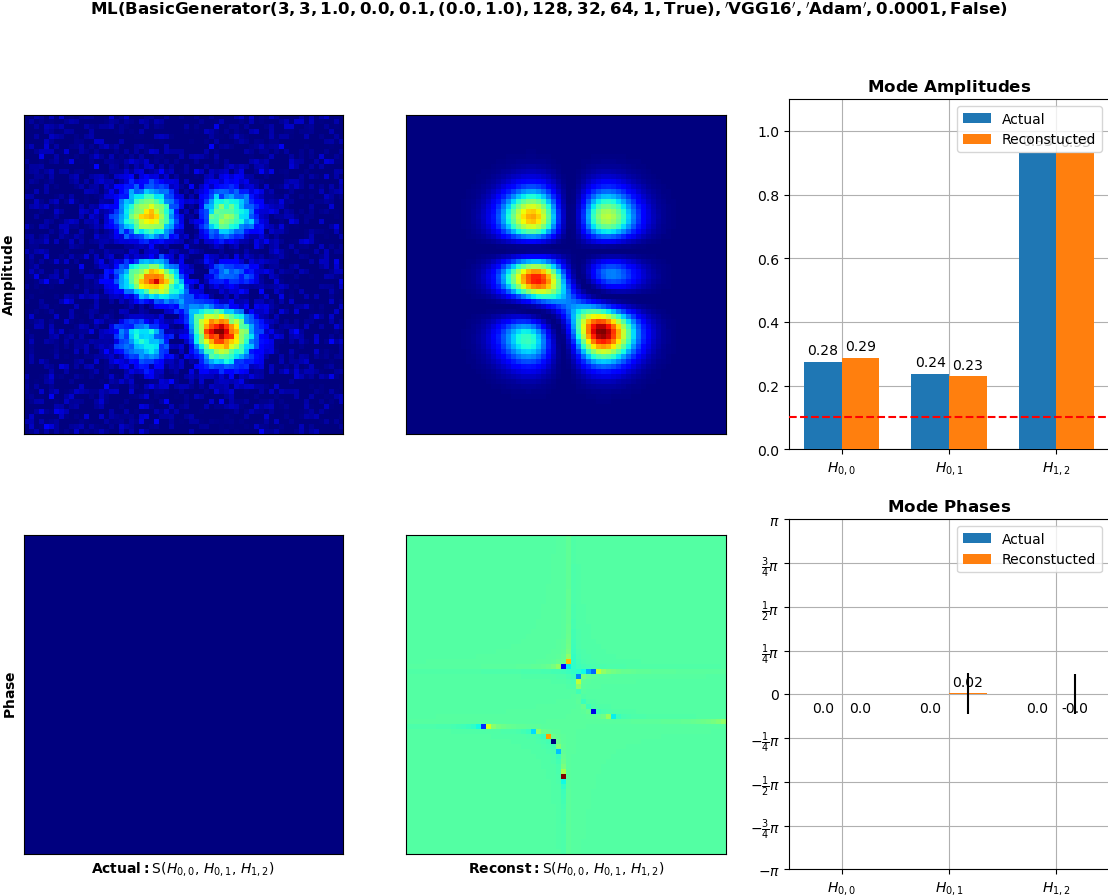 ML(BasicGenerator(3, 3, 1.0, 0.0, 0.1, (0.0, 1.0), 128, 32, 64, 1, True), ′VGG16′, ′Adam′, 0.0001, False)
Mode Amplitudes
Amplitude
1.0
0.8
0.6
0.4
0.2
0.0
Actual
Reconstucted
0.28
0.29
0.24
0.23
H0,0
H0,1
H1,2
Mode Phases
Phase
π
3/4π
1/2π
1/4π
0
−1/4π
−1/2π
−3/4π
−π
Actual
Reconstucted
0.0
0.0
0.0
0.02
0.0
-0.0
H0,0
H0,1
H1,2
Actual: S(H0,0, H0,1, H1,2)
Reconst: S(H0,0, H0,1, H1,2)